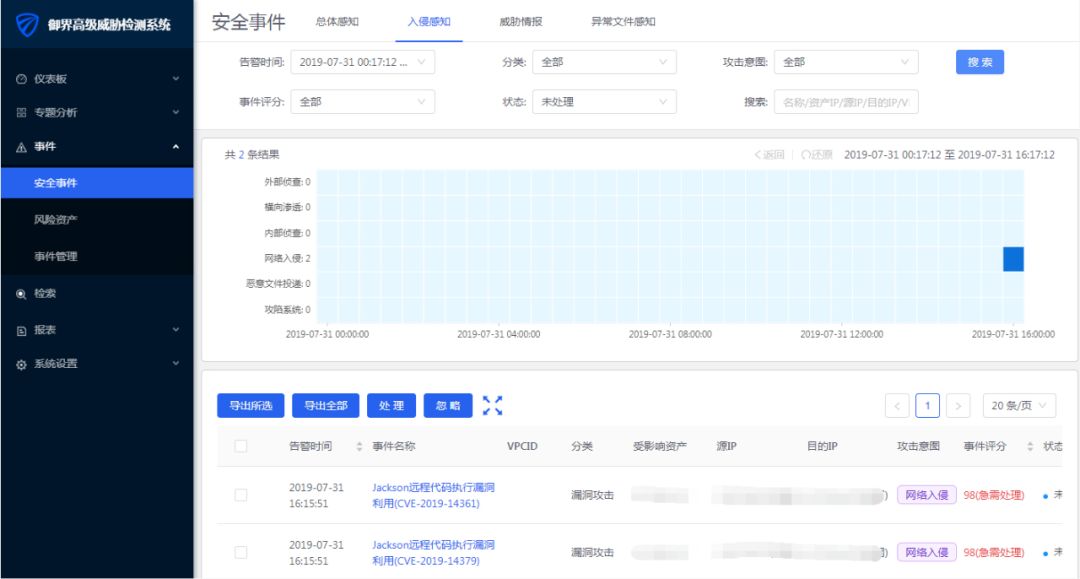 御界高级威胁检测系统
仪表板
专题分析
事件
安全事件
风险资产
事件管理
检索
报表
系统设置
安全事件 总体感知 入侵感知 威胁情报 异常文件感知
告警时间: 2019-07-31 00:17:12 ... 分类: 全部 攻击意图: 全部 搜 索
事件评分: 全部 状态: 未处理 搜索: 名称/资产IP/源IP/目的IP/V
共 2 条结果 返回 还原 2019-07-31 00:17:12 至 2019-07-31 16:17:12
外部侦查: 0
横向渗透: 0
内部侦查: 0
网络入侵: 2
恶意文件投递: 0
攻陷系统: 0
2019-07-31 00:00:00 2019-07-31 04:00:00 2019-07-31 08:00:00 2019-07-31 12:00:00 2019-07-31 16:00:00
导出所选 导出全部 处 理 忽 略 < 1 > 20 条/页
告警时间 事件名称 VPCID 分类 受影响资产 源IP 目的IP 攻击意图 事件评分 状态
2019-07-31 Jackson远程代码执行漏洞
16:15:51 利用(CVE-2019-14361) 漏洞攻击 网络入侵 98(急需处理) 未
2019-07-31 Jackson远程代码执行漏洞
16:15:51 利用(CVE-2019-14379) 漏洞攻击 网络入侵 98(急需处理) 未